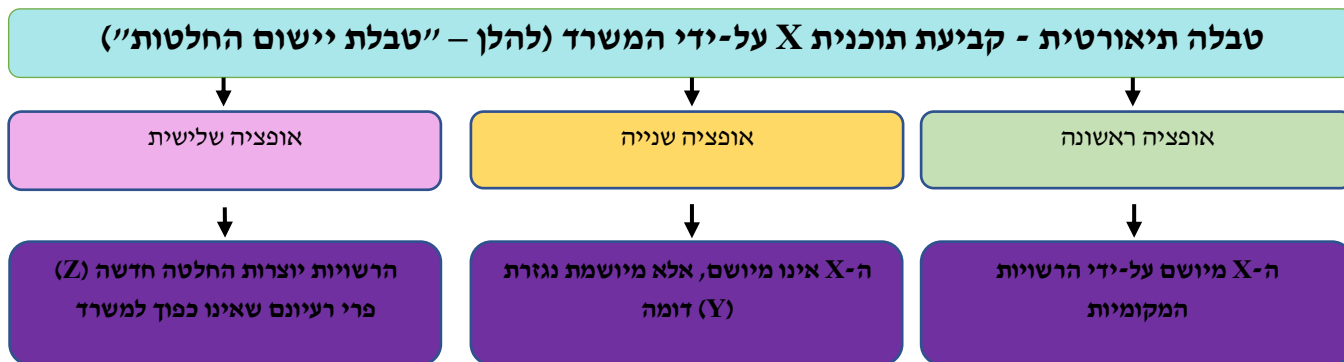 טבלה תיאורטית - קביעת תוכנית X על-ידי המשרד (להלן – "טבלת יישום החלטות")
אופציה ראשונה
אופציה שנייה
אופציה שלישית
ה-X מיושם על-ידי הרשויות
המקומיות
ה-X אינו מיושם, אלא מיושמת נגזרת
(Y) דומה
הרשויות יוצרות החלטה חדשה (Z)
פרי רעיונם שאינו כפוך למשרד